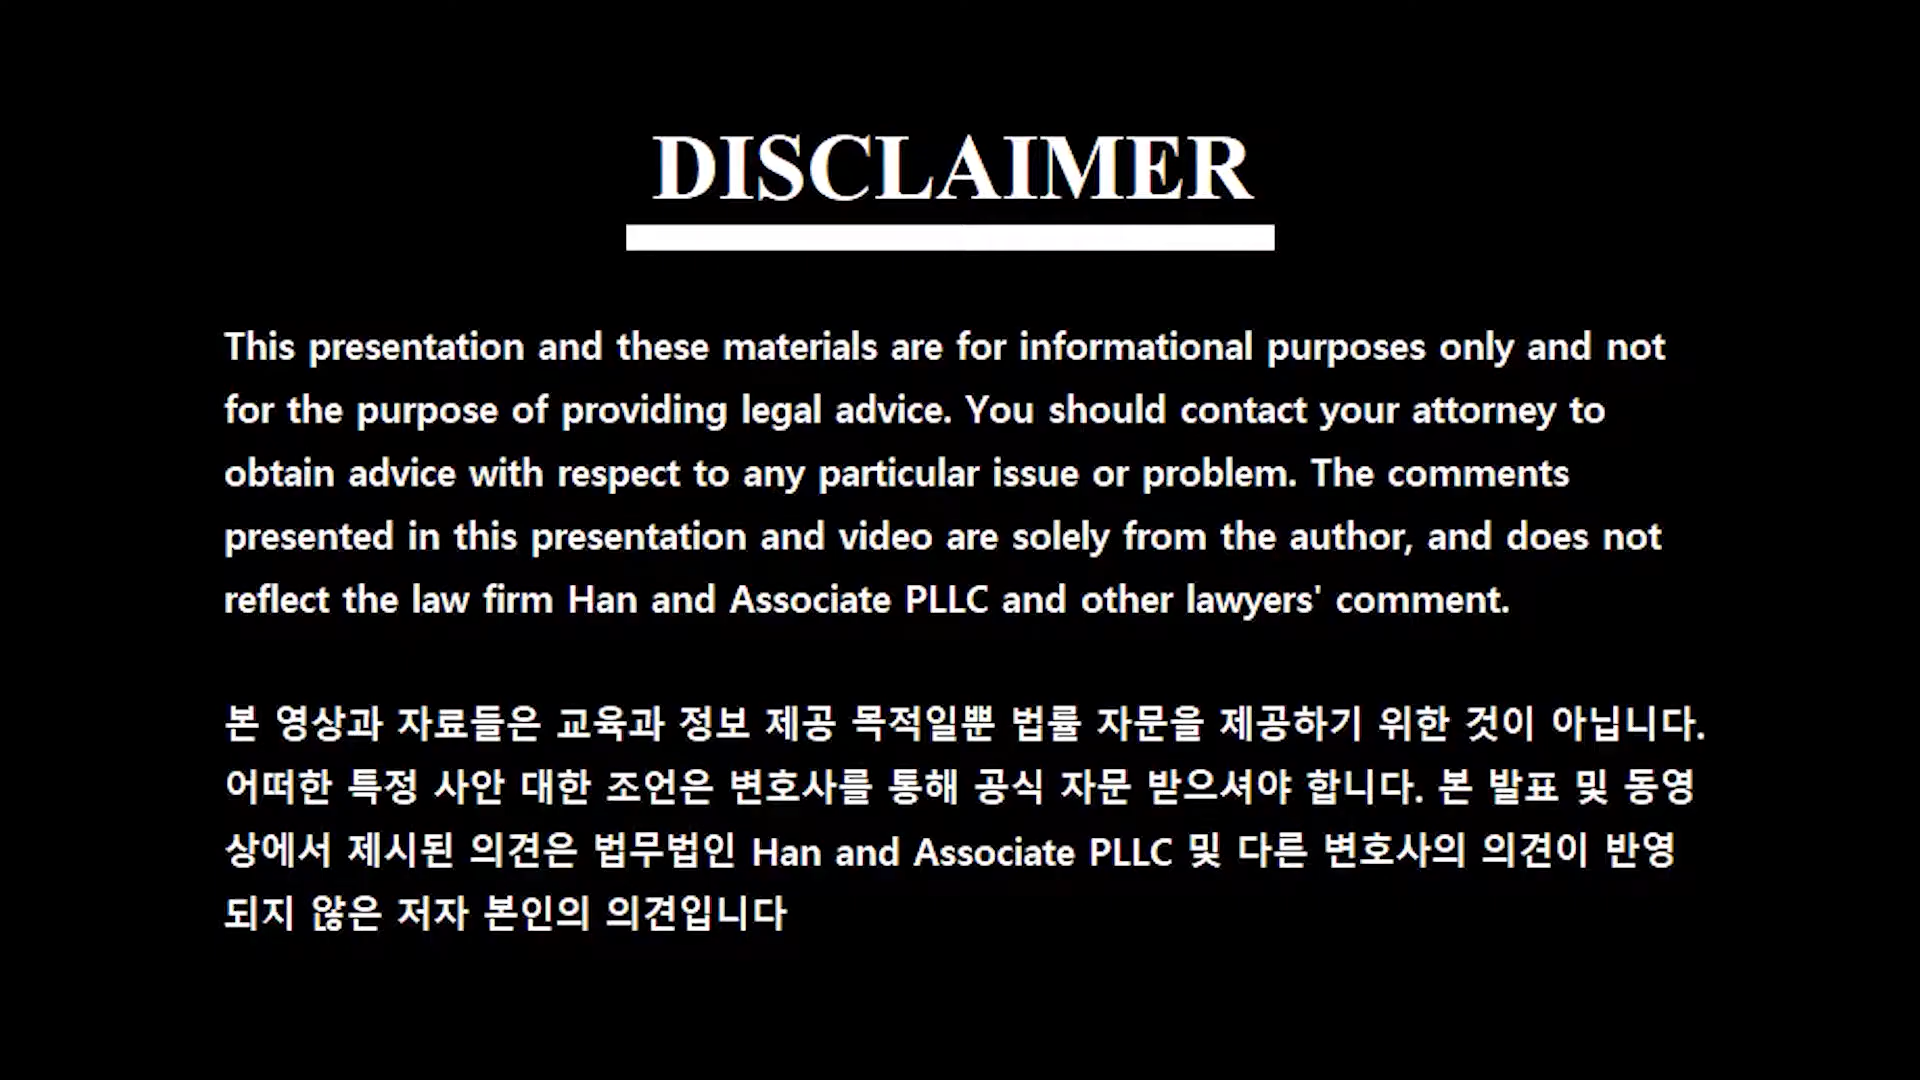 DISCLAIMER
This presentation and these materials are for informational purposes only and not
for the purpose of providing legal advice. You should contact your attorney to
obtain advice with respect to any particular issue or problem. The comments
presented in this presentation and video are solely from the author, and does not
reflect the law firm Han and Associate PLLC and other lawyers' comment.
본 영상과 자료들은 교육과 정보 제공 목적일뿐 법률 자문을 제공하기 위한 것이 아닙니다.
어떠한 특정 사안 대한 조언은 변호사를 통해 공식 자문 받으셔야 합니다. 본 발표 및 동영
상에서 제시된 의견은 법무법인 Han and Associate PLLC 및 다른 변호사의 의견이 반영
되지 않은 저자 본인의 의견입니다